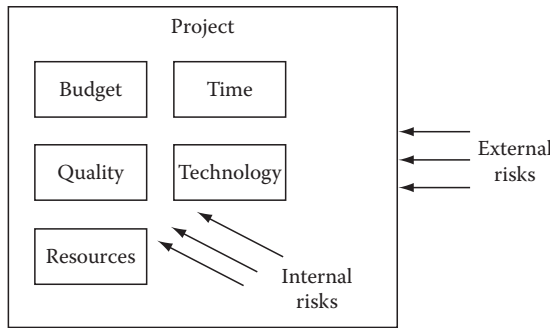 Project
Budget
Time
Quality
Technology
Resources
External
risks
Internal
risks